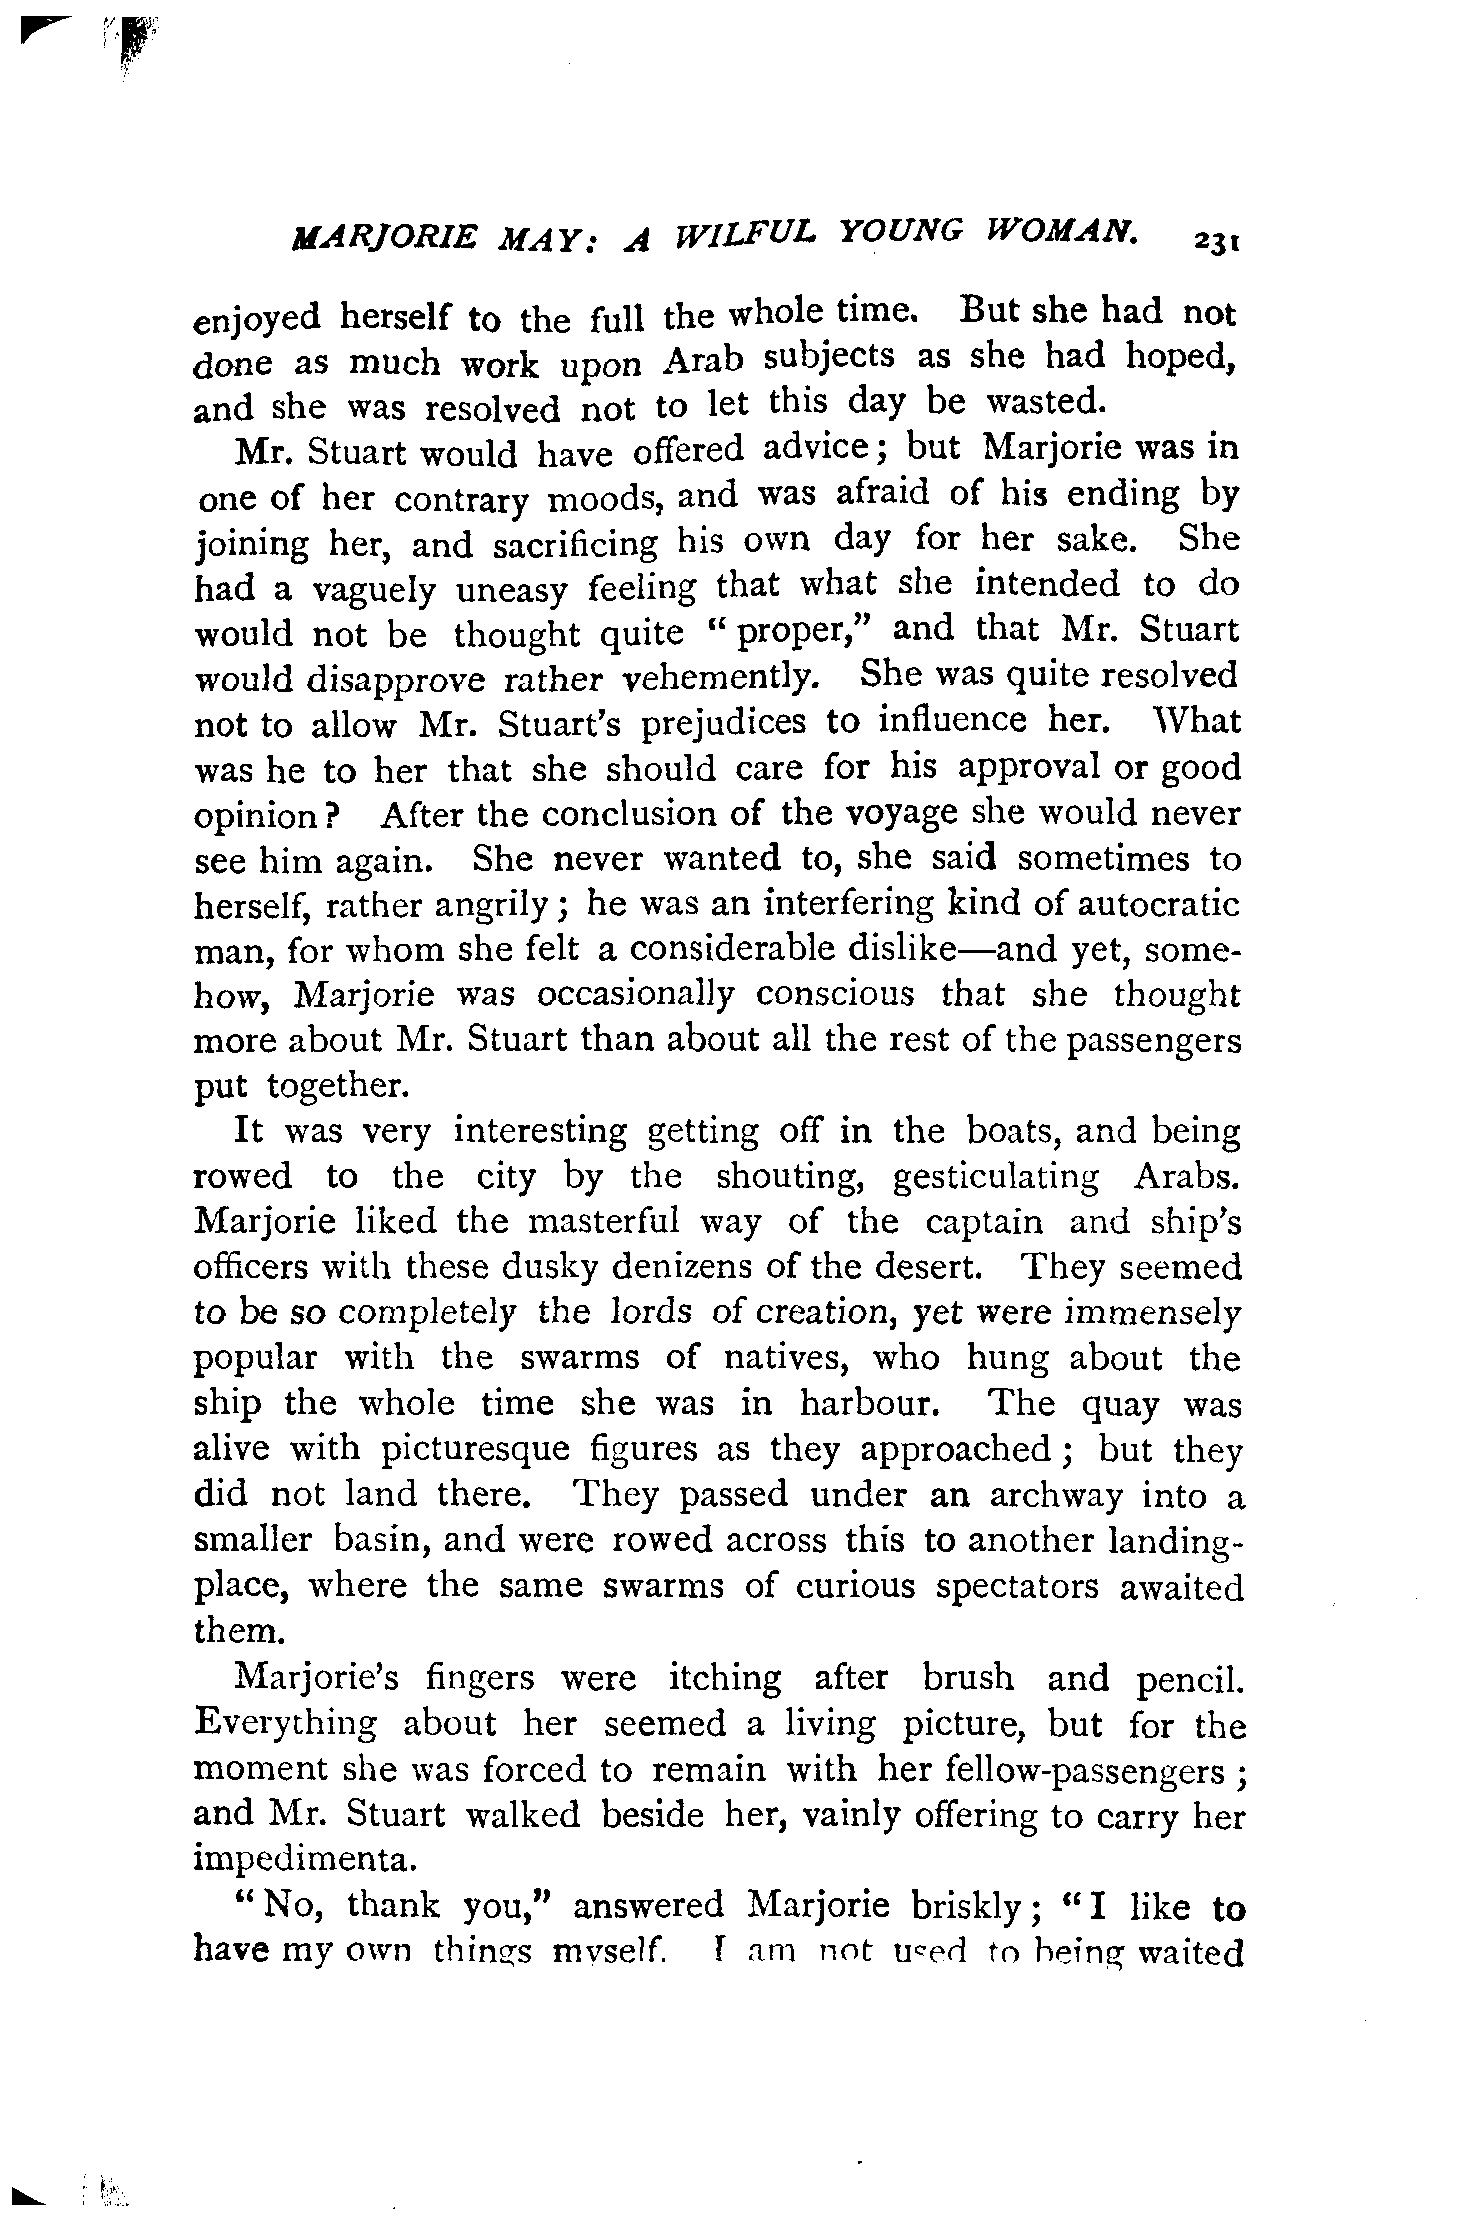 MARJORIE MAY: A WILFUL YOUNG WOMAN. 231
enjoyed herself to the full the whole time. But she had not
done as much work upon Arab subjects as she had hoped,
and she was resolved not to let this day be wasted.
Mr. Stuart would have offered advice; but Marjorie was in
one of her contrary moods, and was afraid of his ending by
joining her, and sacrificing his own day for her sake. She
had a vaguely uneasy feeling that what she intended to do
would not be thought quite "proper," and that Mr. Stuart
would disapprove rather vehemently. She was quite resolved
not to allow Mr. Stuart's prejudices to influence her. What
was he to her that she should care for his approval or good
opinion? After the conclusion of the voyage she would never
see him again. She never wanted to, she said sometimes to
herself, rather angrily; he was an interfering kind of autocratic
man, for whom she felt a considerable dislike—and yet, some-
how, Marjorie was occasionally conscious that she thought
more about Mr. Stuart than about all the rest of the passengers
put together.
It was very interesting getting off in the boats, and being
rowed to the city by the shouting, gesticulating Arabs.
Marjorie liked the masterful way of the captain and ship's
officers with these dusky denizens of the desert. They seemed
to be so completely the lords of creation, yet were immensely
popular with the swarms of natives, who hung about the
ship the whole time she was in harbour. The quay was
alive with picturesque figures as they approached; but they
did not land there. They passed under an archway into a
smaller basin, and were rowed across this to another landing-
place, where the same swarms of curious spectators awaited
them.
Marjorie's fingers were itching after brush and pencil.
Everything about her seemed a living picture, but for the
moment she was forced to remain with her fellow-passengers;
and Mr. Stuart walked beside her, vainly offering to carry her
impedimenta.
"No, thank you," answered Marjorie briskly; "I like to
have my own things myself. I am not used to being waited